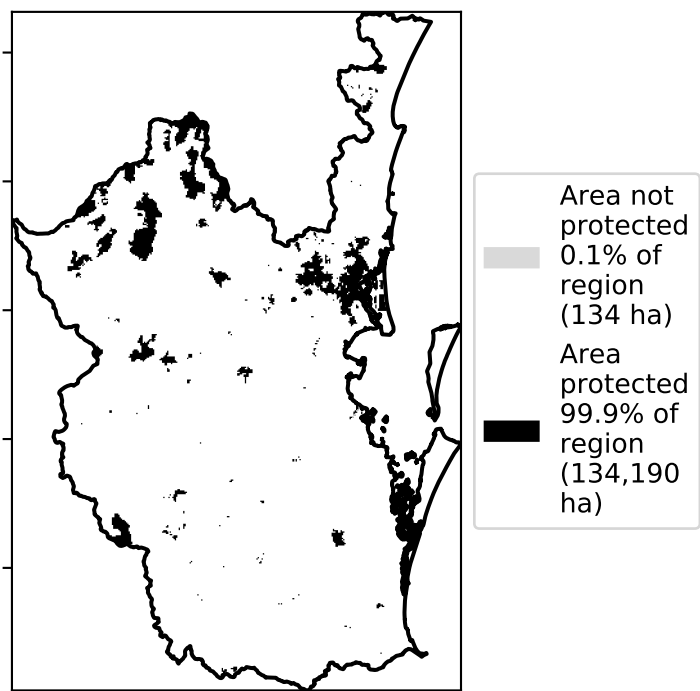 Area not
protected
0.1% of
region
(134 ha)
Area
protected
99.9% of
region
(134,190
ha)